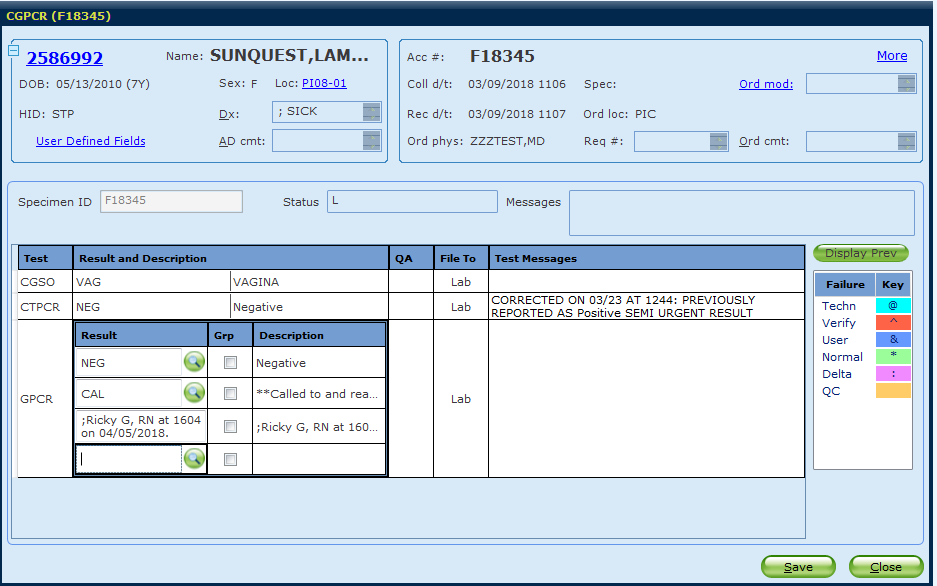 CGPCR (F18345)
2586992 Name: SUNQUEST,LAM...
DOB: 05/13/2010 (7Y) Sex: F Loc: PI08-01
HID: STP Dx: ; SICK
User Defined Fields AD cmt:
Acc #: F18345 More
Coll d/t: 03/09/2018 1106 Spec: Ord mod:
Rec d/t: 03/09/2018 1107 Ord loc: PIC
Ord phys: ZZZTEST,MD Req #: Ord cmt:
Specimen ID F18345 Status L Messages
Display Prev
Test Result and Description QA File To Test Messages
CGSO VAG VAGINA Lab
CTPCR NEG Negative Lab CORRECTED ON 03/23 AT 1244: PREVIOUSLY
REPORTED AS Positive SEMI URGENT RESULT
GPCR Lab
Result Grp Description
NEG Negative
CAL **Called to and rea...
;Ricky G, RN at 1604 ;Ricky G, RN at 160...
on 04/05/2018.
Failure Key
Techn @
Verify ^
User &
Normal *
Delta :
QC
Save Close